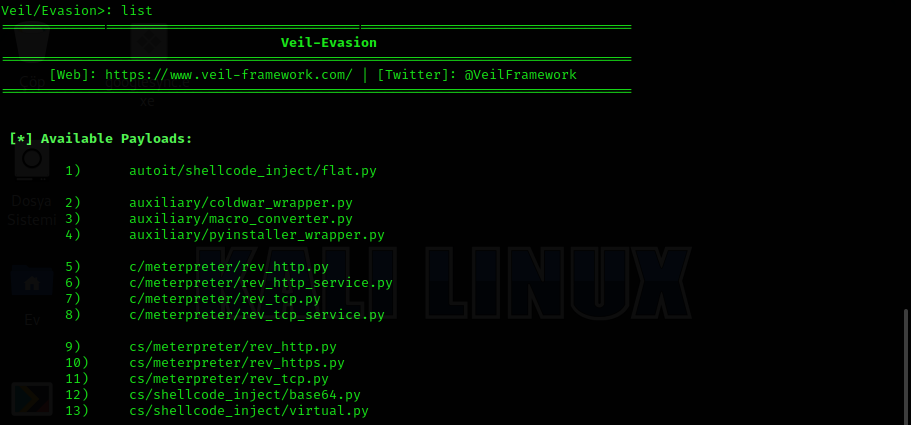 Veil/Evasion>: list
Veil-Evasion
[Web]: https://www.veil-framework.com/ | [Twitter]: @VeilFramework
[*] Available Payloads:
1) autoit/shellcode_inject/flat.py
2) auxiliary/coldwar_wrapper.py
3) auxiliary/macro_converter.py
4) auxiliary/pyinstaller_wrapper.py
5) c/meterpreter/rev_http.py
6) c/meterpreter/rev_http_service.py
7) c/meterpreter/rev_tcp.py
8) c/meterpreter/rev_tcp_service.py
9) cs/meterpreter/rev_http.py
10) cs/meterpreter/rev_https.py
11) cs/meterpreter/rev_tcp.py
12) cs/shellcode_inject/base64.py
13) cs/shellcode_inject/virtual.py
Dosya
Sistemi
Ev
KALI LINUX